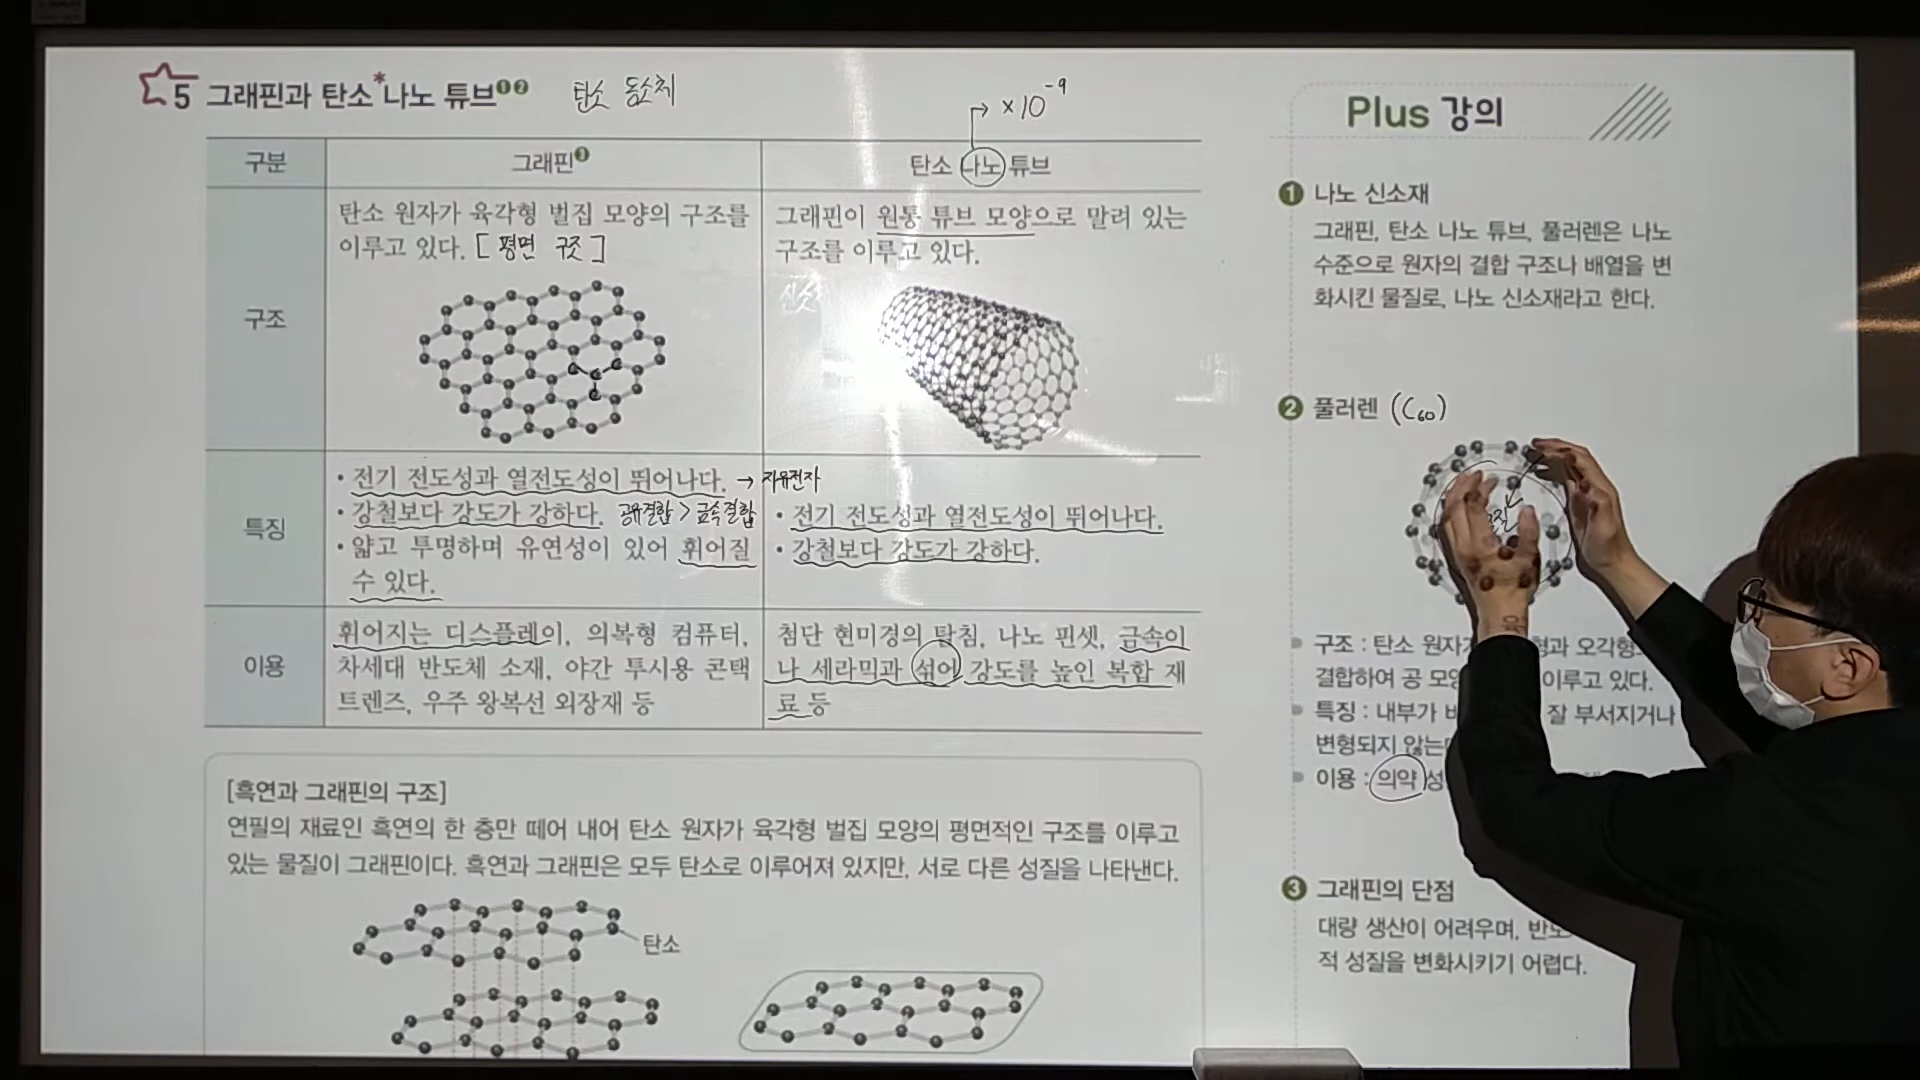 5 그래핀과 탄소*나노 튜브❶❷ 탄소 동소체
→ ×10⁻⁹
구분 그래핀❸ 탄소 나노 튜브
탄소 원자가 육각형 벌집 모양의 구조를
이루고 있다. [평면 구조]
그래핀이 원통 튜브 모양으로 말려 있는
구조를 이루고 있다.
구조
특징
• 전기 전도성과 열전도성이 뛰어나다. → 자유전자
• 강철보다 강도가 강하다. 공유결합 > 금속결합
• 얇고 투명하며 유연성이 있어 휘어질
수 있다.
• 전기 전도성과 열전도성이 뛰어나다.
• 강철보다 강도가 강하다.
이용
휘어지는 디스플레이, 의복형 컴퓨터,
차세대 반도체 소재, 야간 투시용 콘택
트렌즈, 우주 왕복선 외장재 등
첨단 현미경의 탐침, 나노 핀셋, 금속이
나 세라믹과 섞어 강도를 높인 복합 재
료 등
[흑연과 그래핀의 구조]
연필의 재료인 흑연의 한 층만 떼어 내어 탄소 원자가 육각형 벌집 모양의 평면적인 구조를 이루고
있는 물질이 그래핀이다. 흑연과 그래핀은 모두 탄소로 이루어져 있지만, 서로 다른 성질을 나타낸다.
탄소
Plus 강의
❶ 나노 신소재
그래핀, 탄소 나노 튜브, 풀러렌은 나노
수준으로 원자의 결합 구조나 배열을 변
화시킨 물질로, 나노 신소재라고 한다.
❷ 풀러렌 (C₆₀)
구조 : 탄소 원자가 오각형
결합하여 공 이루고 있다.
특징 : 내부가 잘 부서지거나
변형되지
이용 : 의약
❸ 그래핀의 단점
대량 생산이 어려우며,
적 성질을 변화시키기 어렵다.